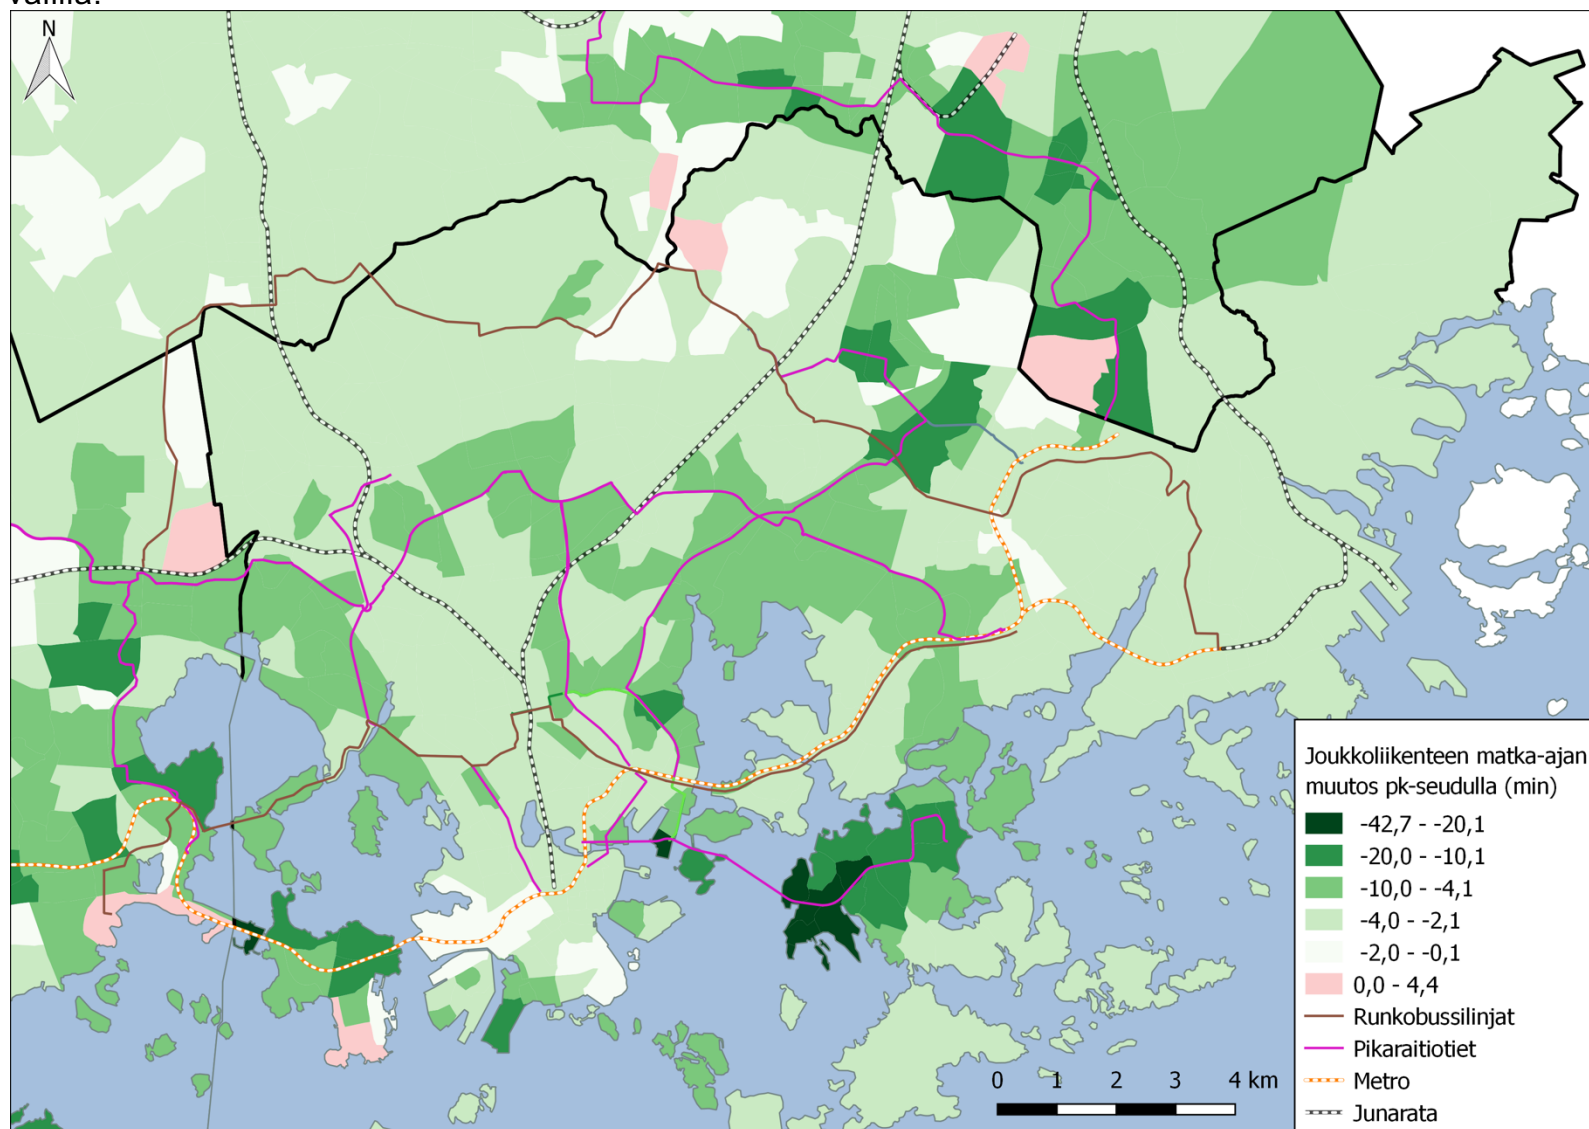 välillä.
N
Joukkoliikenteen matka-ajan
muutos pk-seudulla (min)
-42,7 - -20,1
-20,0 - -10,1
-10,0 - -4,1
-4,0 - -2,1
-2,0 - -0,1
0,0 - 4,4
Runkobussilinjat
Pikaraitiotiet
Metro
Junarata
0 1 2 3 4 km